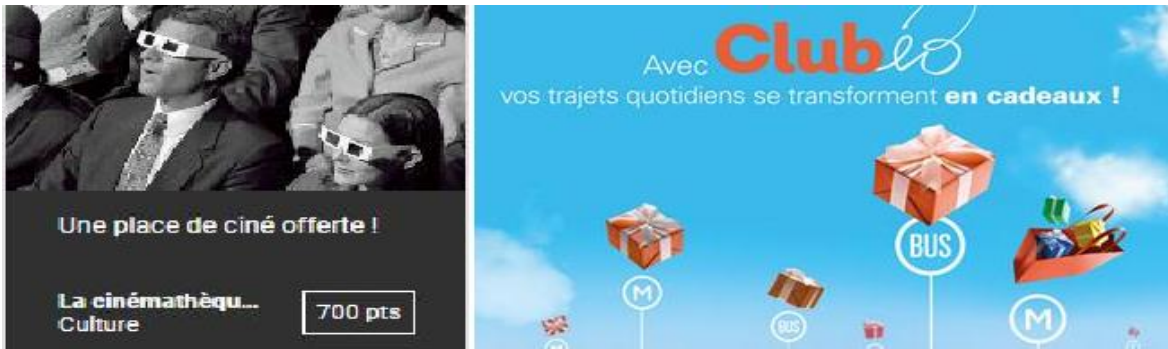 Une place de ciné offerte !
La cinémathèqu...
Culture
700 pts
Avec Club
vos trajets quotidiens se transforment en cadeaux !
BUS
M
M
BUS
M